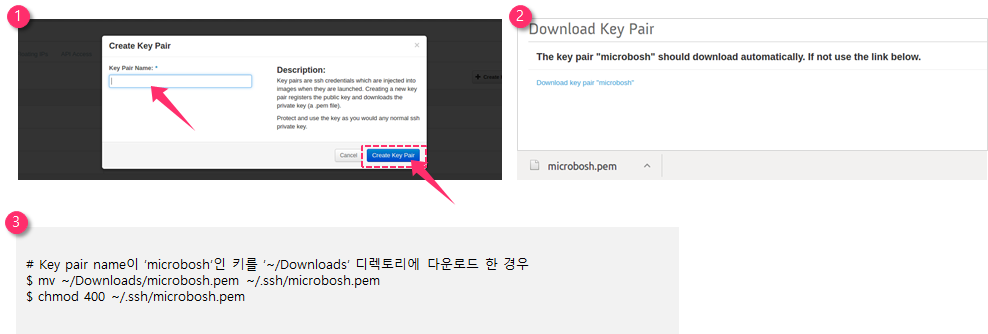 1
Create Key Pair
×
API Access
Key Pair Name: *
Description:
Key pairs are ssh credentials which are injected into
images when they are launched. Creating a new key
pair registers the public key and downloads the
private key (a .pem file).
Protect and use the key as you would any normal ssh
private key.
+ Create
Cancel
Create Key Pair
2
Download Key Pair
The key pair "microbosh" should download automatically. If not use the link below.
Download key pair "microbosh"
microbosh.pem
3
# Key pair name이 ‘microbosh’인 키를 ‘~/Downloads’ 디렉토리에 다운로드 한 경우
$ mv ~/Downloads/microbosh.pem ~/.ssh/microbosh.pem
$ chmod 400 ~/.ssh/microbosh.pem